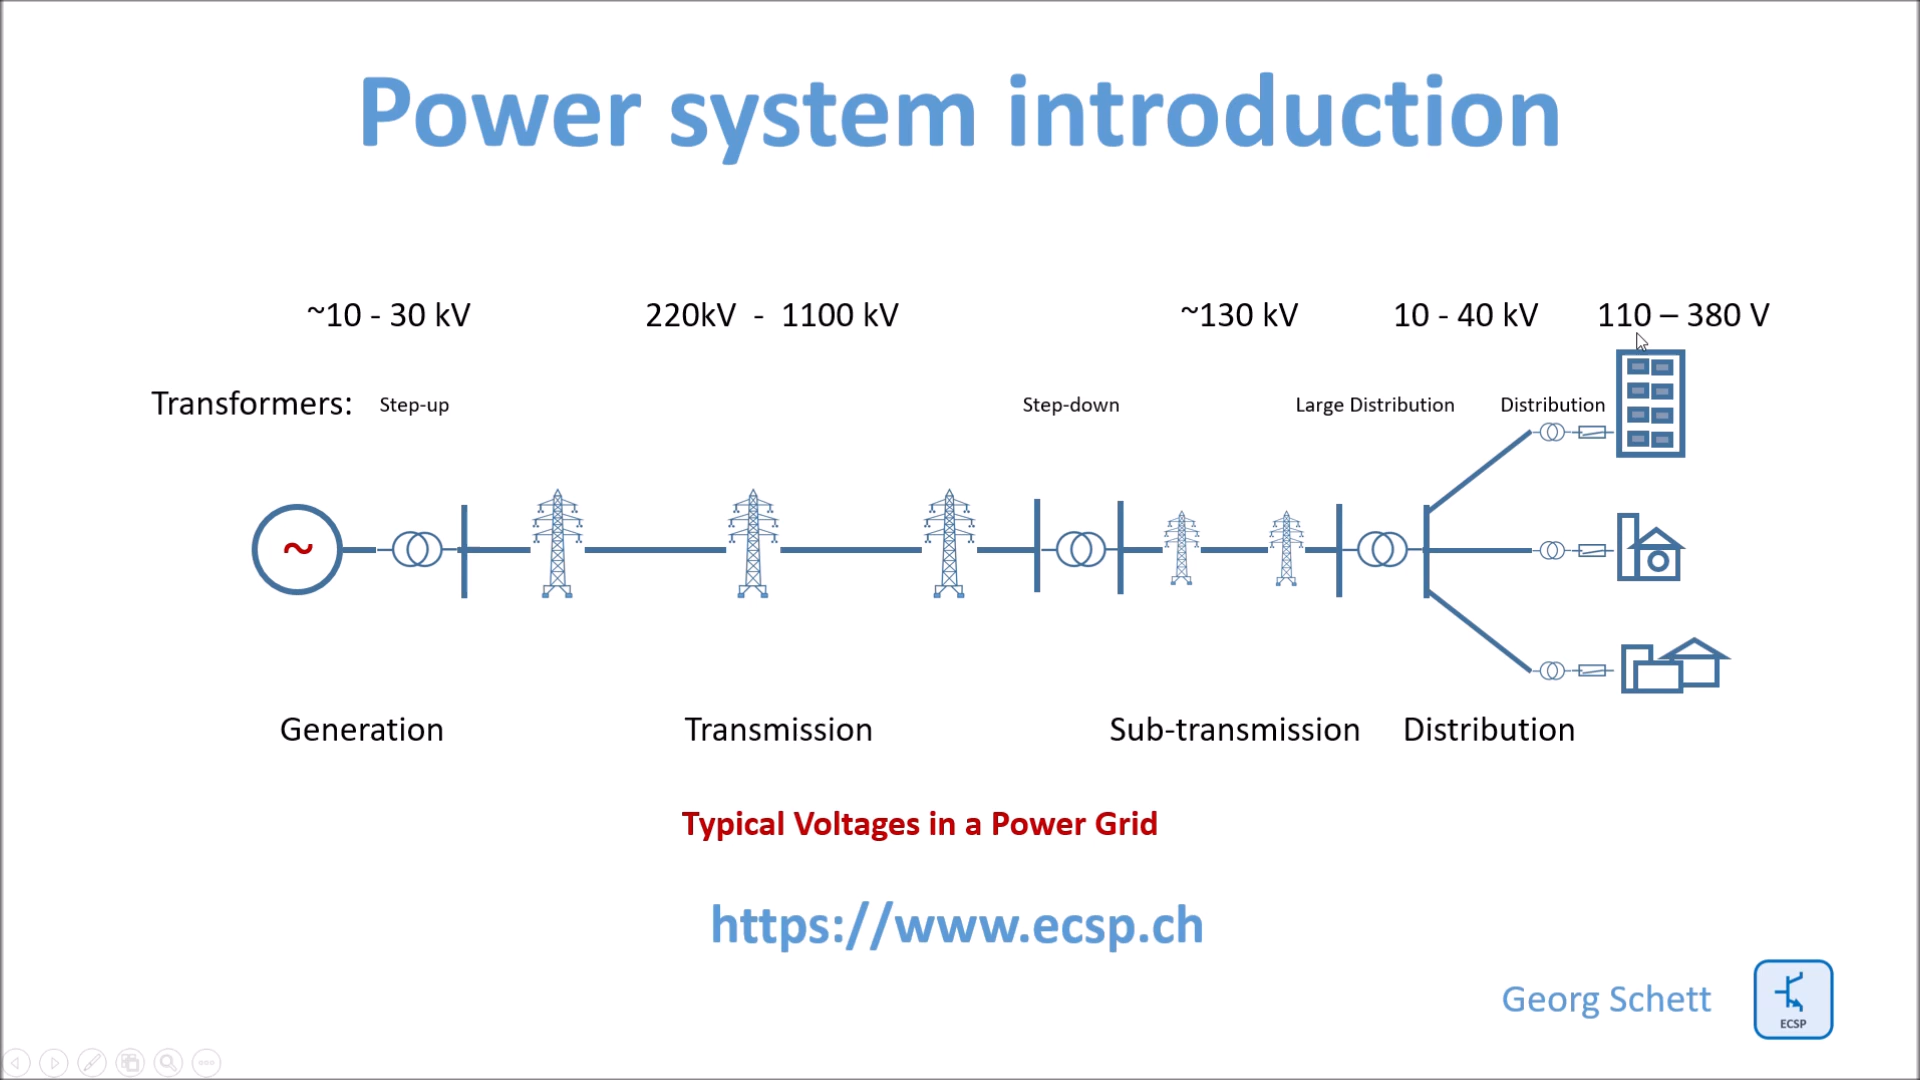 Power system introduction
~10 - 30 kV 220kV - 1100 kV ~130 kV 10 - 40 kV 110 – 380 V
Transformers: Step-up Step-down Large Distribution Distribution
~
Generation Transmission Sub-transmission Distribution
Typical Voltages in a Power Grid
https://www.ecsp.ch
Georg Schett
ECSP